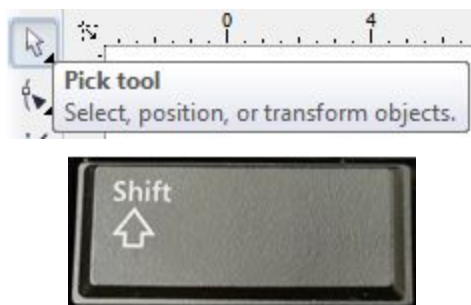 0 4
Pick tool
Select, position, or transform objects.
Shift